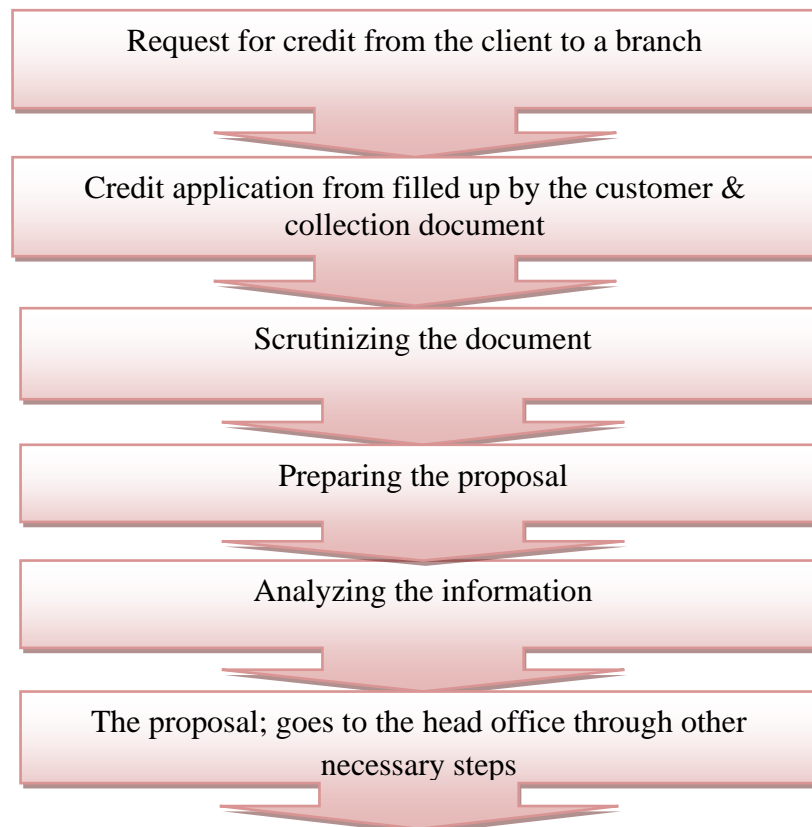 Request for credit from the client to a branch
Credit application from filled up by the customer &
collection document
Scrutinizing the document
Preparing the proposal
Analyzing the information
The proposal; goes to the head office through other
necessary steps